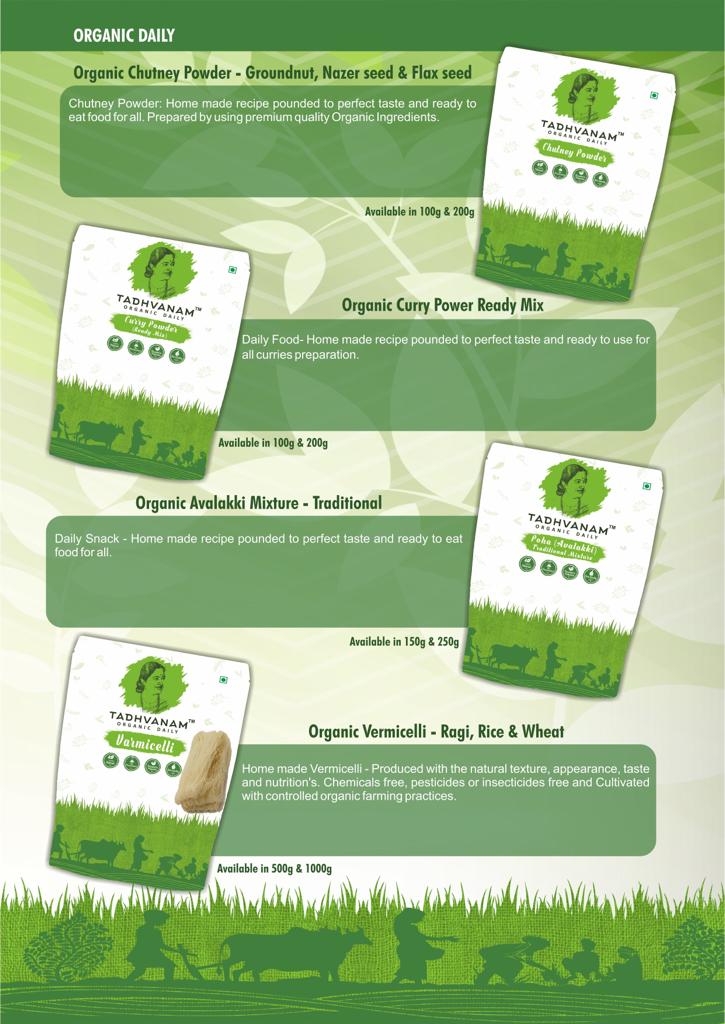 ORGANIC DAILY
Organic Chutney Powder - Groundnut, Nazer seed & Flax seed
Chutney Powder: Home made recipe pounded to perfect taste and ready to
eat food for all. Prepared by using premium quality Organic Ingredients.
TADHVANAM™
ORGANIC DAILY
Chutney Powder
Available in 100g & 200g
TADHVANAM™
ORGANIC DAILY
Curry Powder
(Ready Mix)
Organic Curry Power Ready Mix
Daily Food- Home made recipe pounded to perfect taste and ready to use for
all curries preparation.
Available in 100g & 200g
Organic Avalakki Mixture - Traditional
Daily Snack - Home made recipe pounded to perfect taste and ready to eat
food for all.
TADHVANAM™
ORGANIC DAILY
Poha (Avalakki)
Traditional Mixture
Available in 150g & 250g
TADHVANAM™
ORGANIC DAILY
Varmicelli
Organic Vermicelli - Ragi, Rice & Wheat
Home made Vermicelli - Produced with the natural texture, appearance, taste
and nutrition's. Chemicals free, pesticides or insecticides free and Cultivated
with controlled organic farming practices.
Available in 500g & 1000g